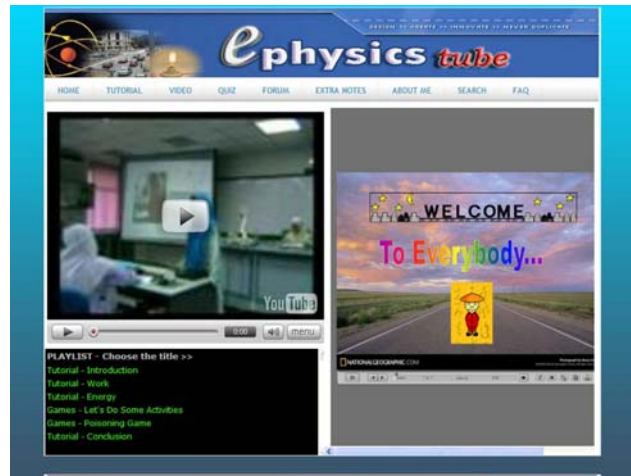 DESIGN >> CREATE >> INNOVATE >> NEVER DUPLICATE
ephysics tube
HOME TUTORIAL VIDEO QUIZ FORUM EXTRA NOTES ABOUT ME SEARCH FAQ
You Tube
0:00 menu
PLAYLIST - Choose the title >>
Tutorial - Introduction
Tutorial - Work
Tutorial - Energy
Games - Let's Do Some Activities
Games - Poisoning Game
Tutorial - Conclusion
WELCOME
To Everybody...
NATIONALGEOGRAPHIC.COM